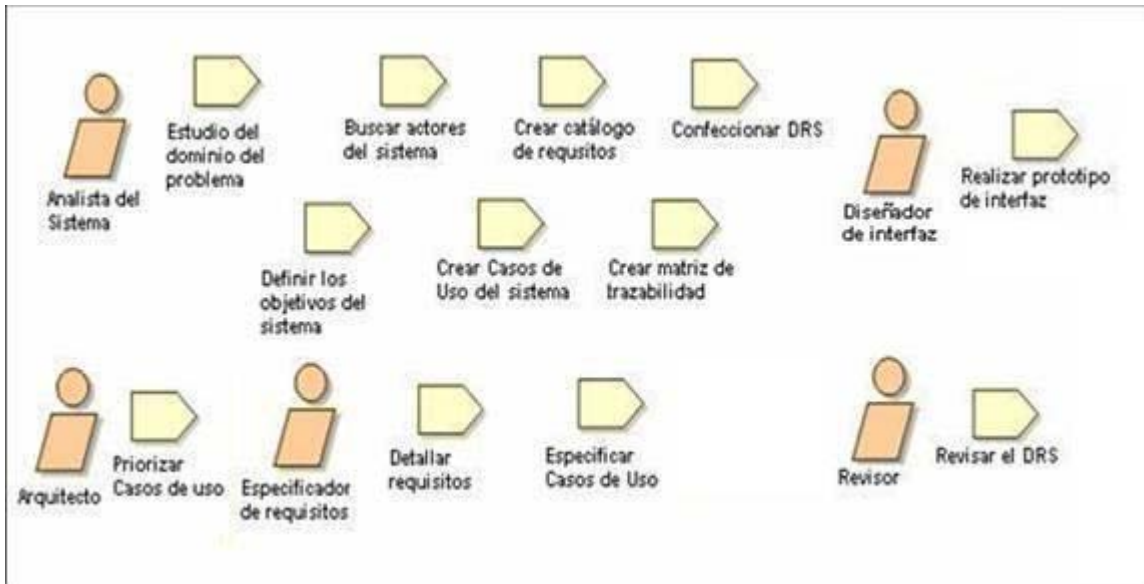 Analista del
Sistema
Estudio del
dominio del
problema
Buscar actores
del sistema
Crear catálogo
de requsitos
Confeccionar DRS
Diseñador
de interfaz
Realizar prototipo
de interfaz
Definir los
objetivos del
sistema
Crear Casos de
Uso del sistema
Crear matriz de
trazabilidad
Arquitecto
Priorizar
Casos de uso
Especificador
de requisitos
Detallar
requisitos
Especificar
Casos de Uso
Revisor
Revisar el DRS